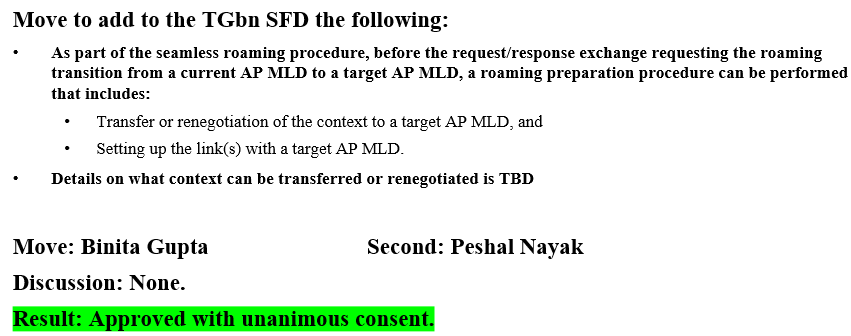 Move to add to the TGbn SFD the following:
• As part of the seamless roaming procedure, before the request/response exchange requesting the roaming
transition from a current AP MLD to a target AP MLD, a roaming preparation procedure can be performed
that includes:
• Transfer or renegotiation of the context to a target AP MLD, and
• Setting up the link(s) with a target AP MLD.
• Details on what context can be transferred or renegotiated is TBD
Move: Binita Gupta Second: Peshal Nayak
Discussion: None.
Result: Approved with unanimous consent.